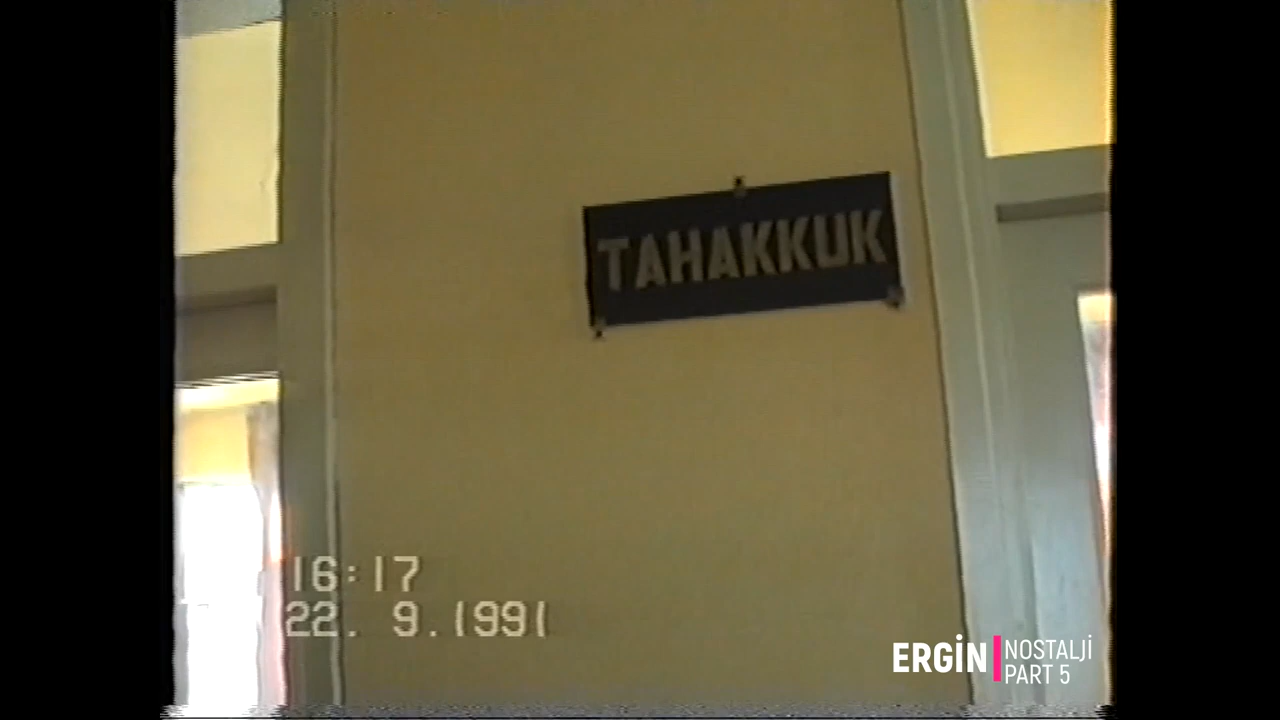 TAHAKKUK
16:17
22. 9.1991
ERGİN
NOSTALJİ
PART 5